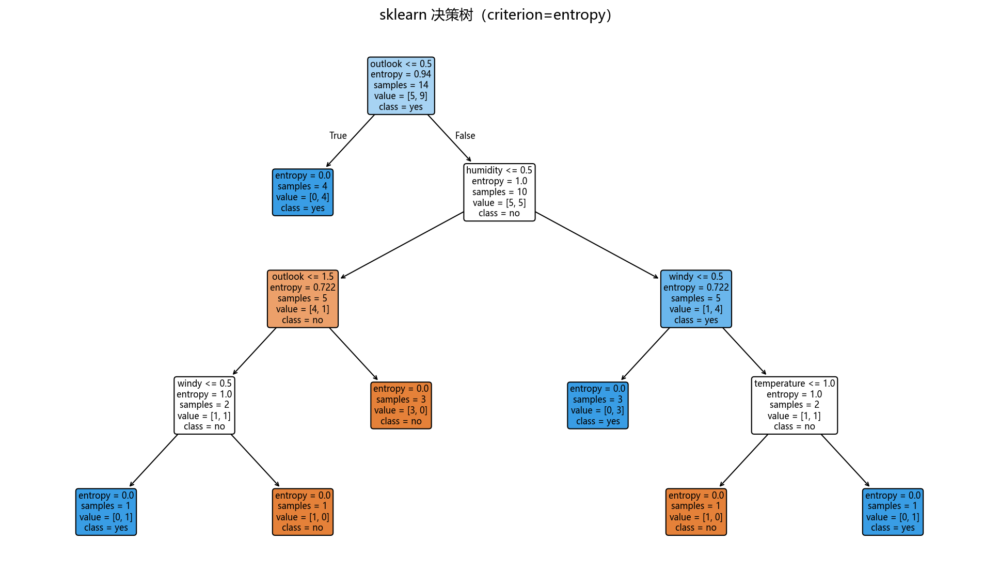 sklearn 决策树（criterion=entropy）
outlook <= 0.5
entropy = 0.94
samples = 14
value = [5, 9]
class = yes
True
False
entropy = 0.0
samples = 4
value = [0, 4]
class = yes
humidity <= 0.5
entropy = 1.0
samples = 10
value = [5, 5]
class = no
outlook <= 1.5
entropy = 0.722
samples = 5
value = [4, 1]
class = no
windy <= 0.5
entropy = 0.722
samples = 5
value = [1, 4]
class = yes
windy <= 0.5
entropy = 1.0
samples = 2
value = [1, 1]
class = no
entropy = 0.0
samples = 3
value = [3, 0]
class = no
entropy = 0.0
samples = 3
value = [0, 3]
class = yes
temperature <= 1.0
entropy = 1.0
samples = 2
value = [1, 1]
class = no
entropy = 0.0
samples = 1
value = [0, 1]
class = yes
entropy = 0.0
samples = 1
value = [1, 0]
class = no
entropy = 0.0
samples = 1
value = [1, 0]
class = no
entropy = 0.0
samples = 1
value = [0, 1]
class = yes